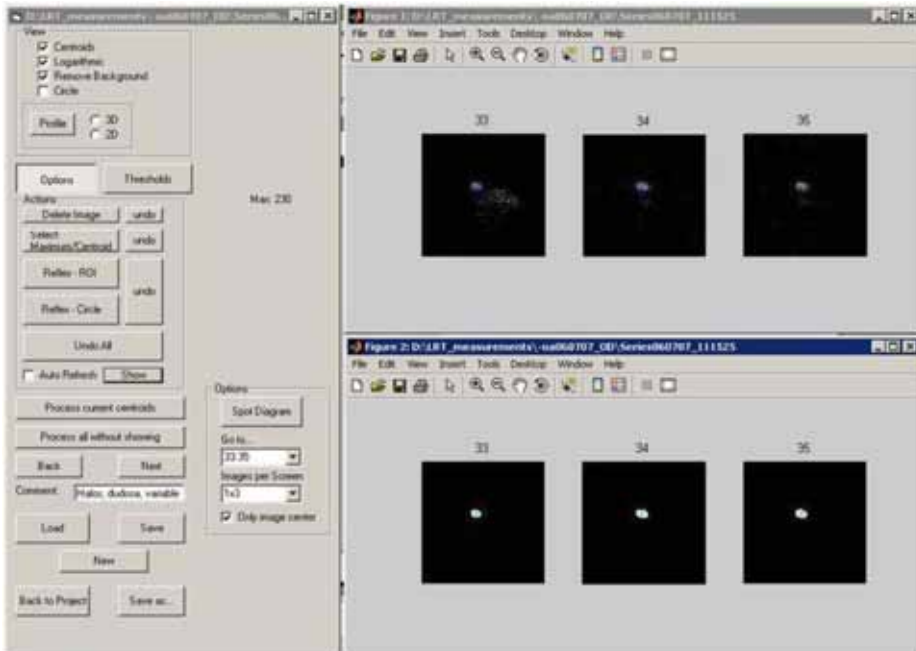 View
Centroids
Logarithmic
Remove Background
Circle
Profile
3D
2D
Options
Thresholds
Max: 230
Actions
Delete Image
undo
Select
Maximum/Centroid
undo
Reflex - ROI
undo
Reflex - Circle
Undo All
Auto Refresh
Show
Process current centroids
Process all without showing
Back
Next
Comment:
Halos, dudosa, variable
Load
Save
New
Back to Project
Save as...
Options
Spot Diagram
Go to...
33:35
Images per Screen
1x3
Only image center
File Edit View Insert Tools Desktop Window Help
33
34
35
Figure 2: D:\LRT_measurements\
File Edit View Insert Tools Desktop Window Help
33
34
35